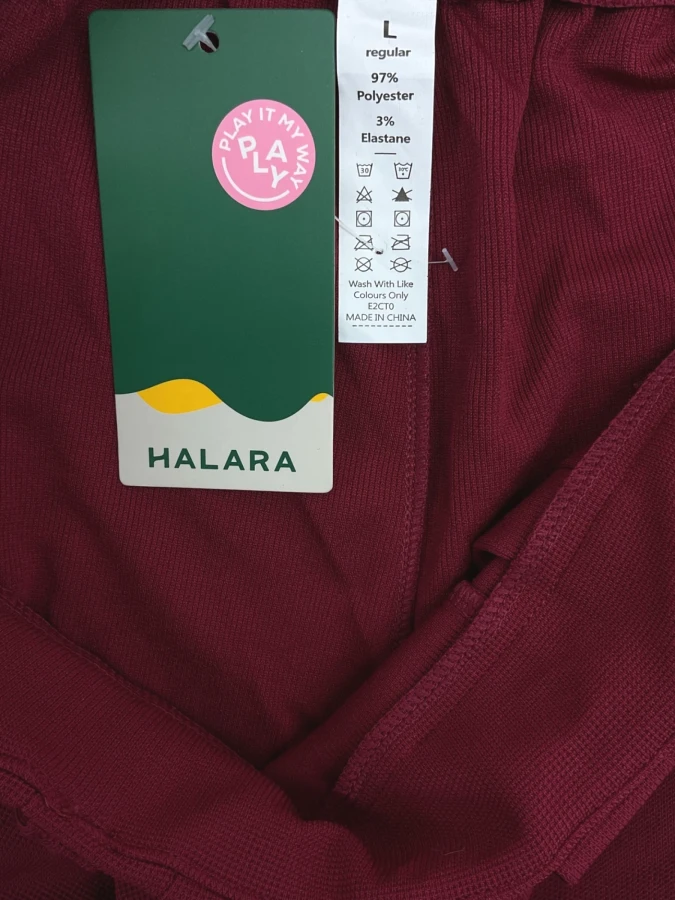 PLAY IT MY WAY
PLAY
HALARA
L
regular
97%
Polyester
3%
Elastane
30
30°C
Wash With Like
Colours Only
E2CT0
MADE IN CHINA